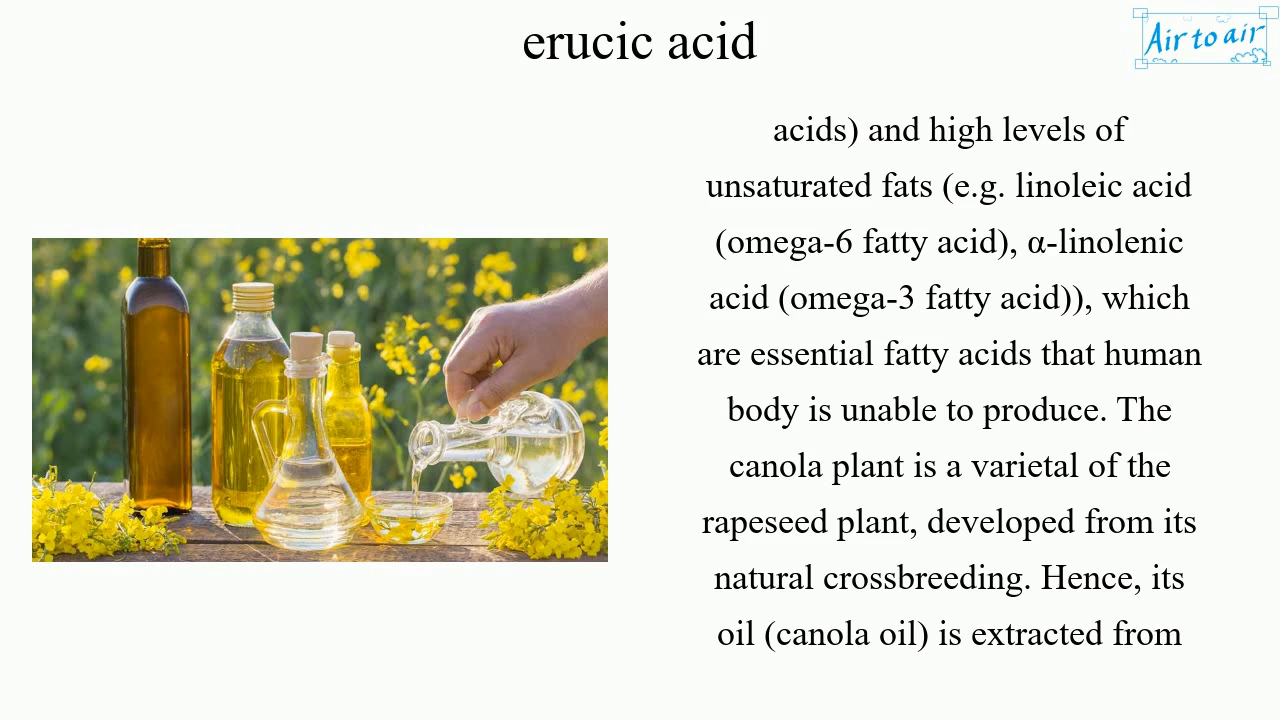 erucic acid
Air to air
acids) and high levels of
unsaturated fats (e.g. linoleic acid
(omega-6 fatty acid), α-linolenic
acid (omega-3 fatty acid)), which
are essential fatty acids that human
body is unable to produce. The
canola plant is a varietal of the
rapeseed plant, developed from its
natural crossbreeding. Hence, its
oil (canola oil) is extracted from